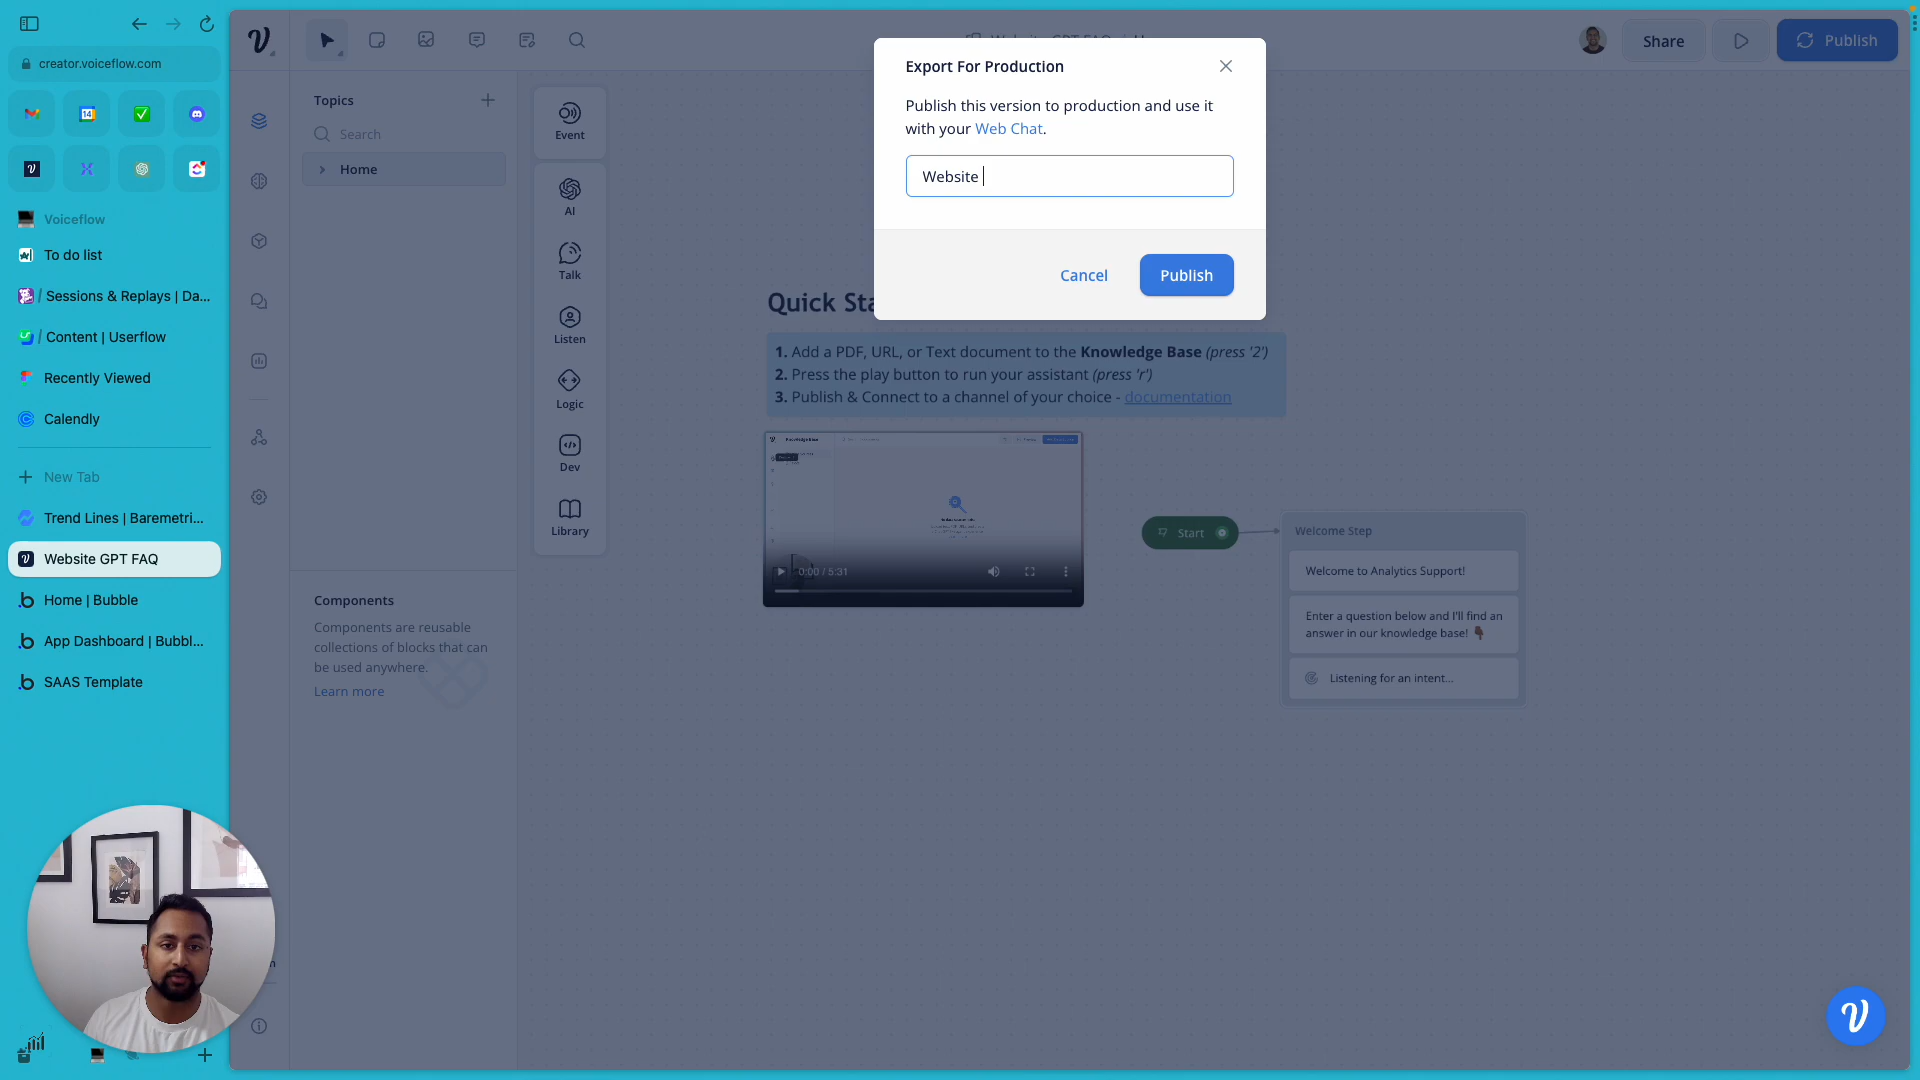 creator.voiceflow.com
14
Voiceflow
To do list
/ Sessions & Replays | Da...
/ Content | Userflow
Recently Viewed
Calendly
New Tab
Trend Lines | Baremetri...
Website GPT FAQ
Home | Bubble
App Dashboard | Bubbl...
SAAS Template
Topics
Search
Home
Components
Components are reusable
collections of blocks that can
be used anywhere.
Learn more
Event
AI
Talk
Listen
Logic
Dev
Library
Share
Publish
Export For Production
Publish this version to production and use it
with your Web Chat.
Website
Cancel
Publish
Quick Sta
1. Add a PDF, URL, or Text document to the Knowledge Base (press '2')
2. Press the play button to run your assistant (press 'r')
3. Publish & Connect to a channel of your choice - documentation
0:00 / 5:31
Start
Welcome Step
Welcome to Analytics Support!
Enter a question below and I'll find an
answer in our knowledge base!
Listening for an intent...